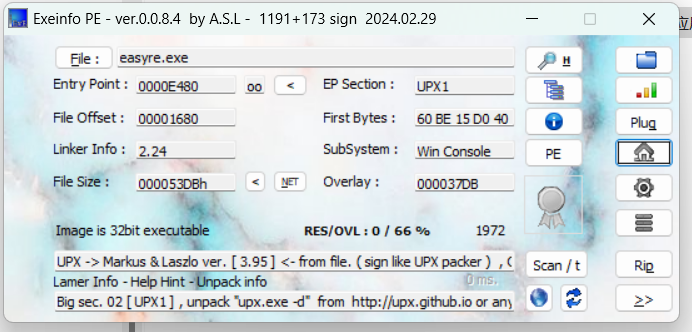 Exeinfo PE - ver.0.0.8.4 by A.S.L - 1191+173 sign 2024.02.29
File : easyre.exe H
Entry Point : 0000E480 oo < EP Section : UPX1
File Offset : 00001680 First Bytes : 60 BE 15 D0 40 Plug
Linker Info : 2.24 SubSystem : Win Console PE
File Size : 000053DBh < NET Overlay : 000037DB
Image is 32bit executable RES/OVL : 0 / 66 % 1972
UPX -> Markus & Laszlo ver. [ 3.95 ] <- from file. ( sign like UPX packer ) , Scan / t Rip
Lamer Info - Help Hint - Unpack info 0 ms.
Big sec. 02 [ UPX1 ] , unpack "upx.exe -d" from http://upx.github.io or any >>